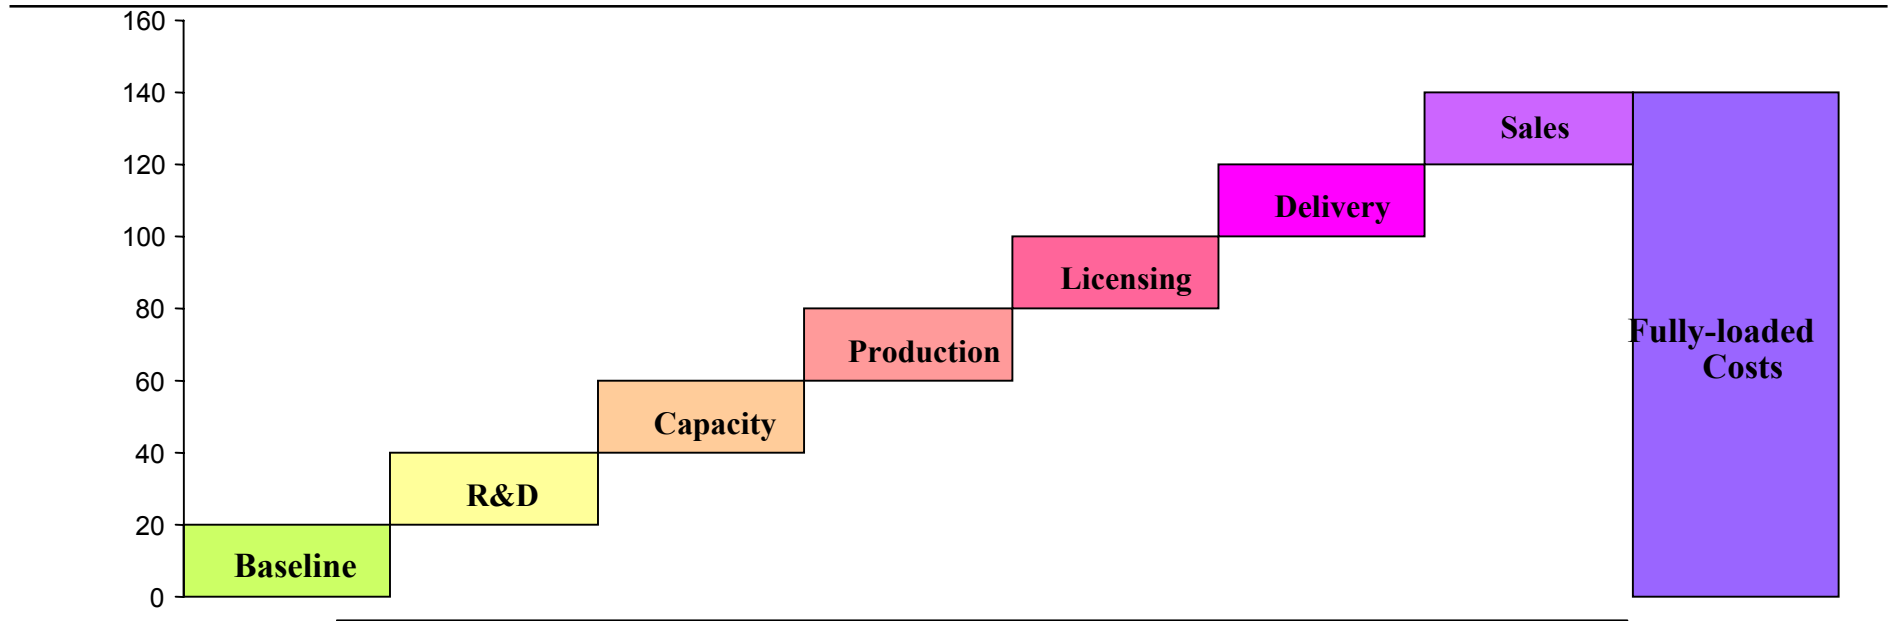 160
140
120
100
80
60
40
20
0
Baseline
R&D
Capacity
Production
Licensing
Delivery
Sales
Fully-loaded
Costs